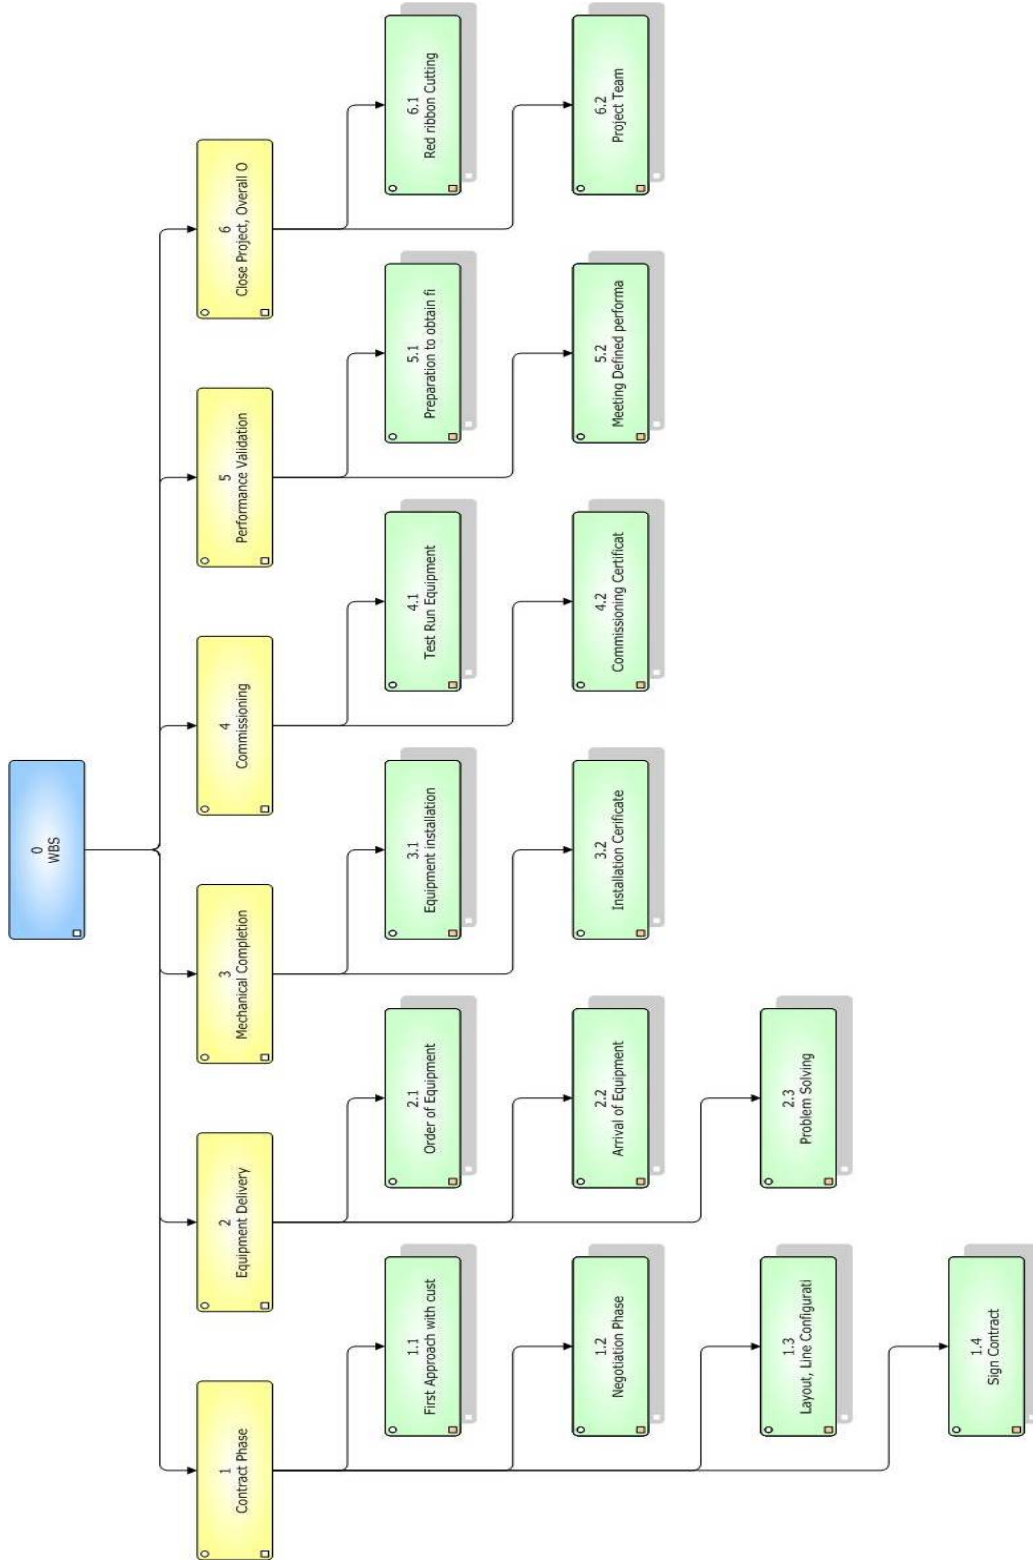 0
WBS
1
Contract Phase
2
Equipment Delivery
3
Mechanical Completion
4
Commissioning
5
Performance Validation
6
Close Project, Overall O
1.1
First Approach with cust
1.2
Negotiation Phase
1.3
Layout, Line Configurati
1.4
Sign Contract
2.1
Order of Equipment
2.2
Arrival of Equipment
2.3
Problem Solving
3.1
Equipment installation
3.2
Installation Cerificate
4.1
Test Run Equipment
4.2
Commissioning Certificat
5.1
Preparation to obtain fi
5.2
Meeting Defined performa
6.1
Red ribbon Cutting
6.2
Project Team